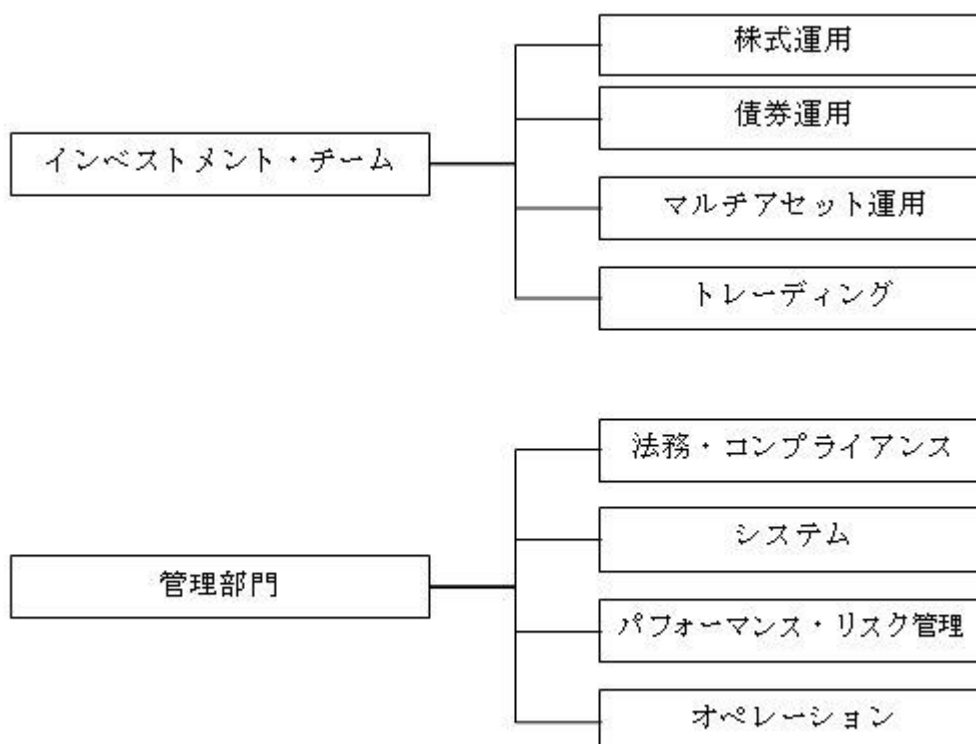 株式運用
債券運用
インベストメント・チーム
マルチアセット運用
トレーディング
法務・コンプライアンス
システム
管理部門
パフォーマンス・リスク管理
オペレーション